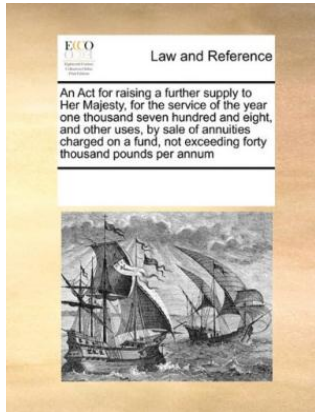 ECCO
Law and Reference
An Act for raising a further supply to
Her Majesty, for the service of the year
one thousand seven hundred and eight,
and other uses, by sale of annuities
charged on a fund, not exceeding forty
thousand pounds per annum